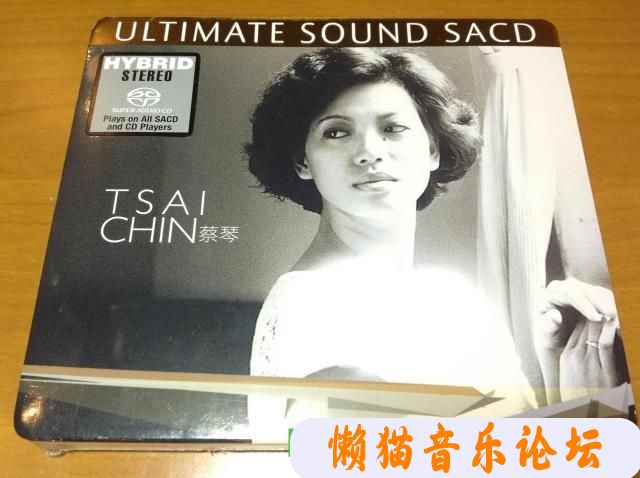 ULTIMATE SOUND SACD
HYBRID
STEREO
SUPER AUDIO CD
Plays on All SACD
and CD Players
TSAI
CHIN蔡琴
懒猫音乐论坛